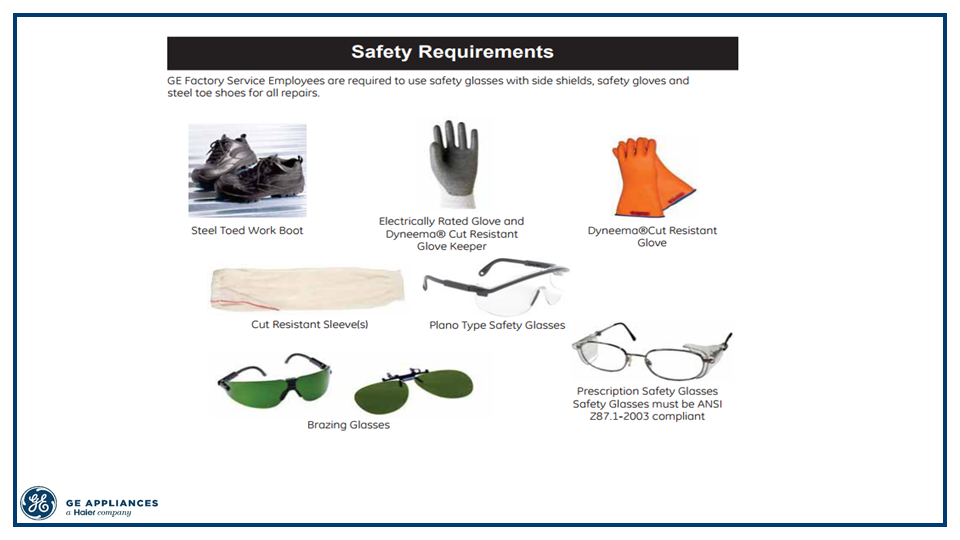 Safety Requirements
GE Factory Service Employees are required to use safety glasses with side shields, safety gloves and
steel toe shoes for all repairs.
Steel Toed Work Boot
Electrically Rated Glove and
Dyneema® Cut Resistant
Glove Keeper
Dyneema®Cut Resistant
Glove
Cut Resistant Sleeve(s)
Plano Type Safety Glasses
Prescription Safety Glasses
Safety Glasses must be ANSI
Z87.1-2003 compliant
Brazing Glasses
GE APPLIANCES
a Haier company